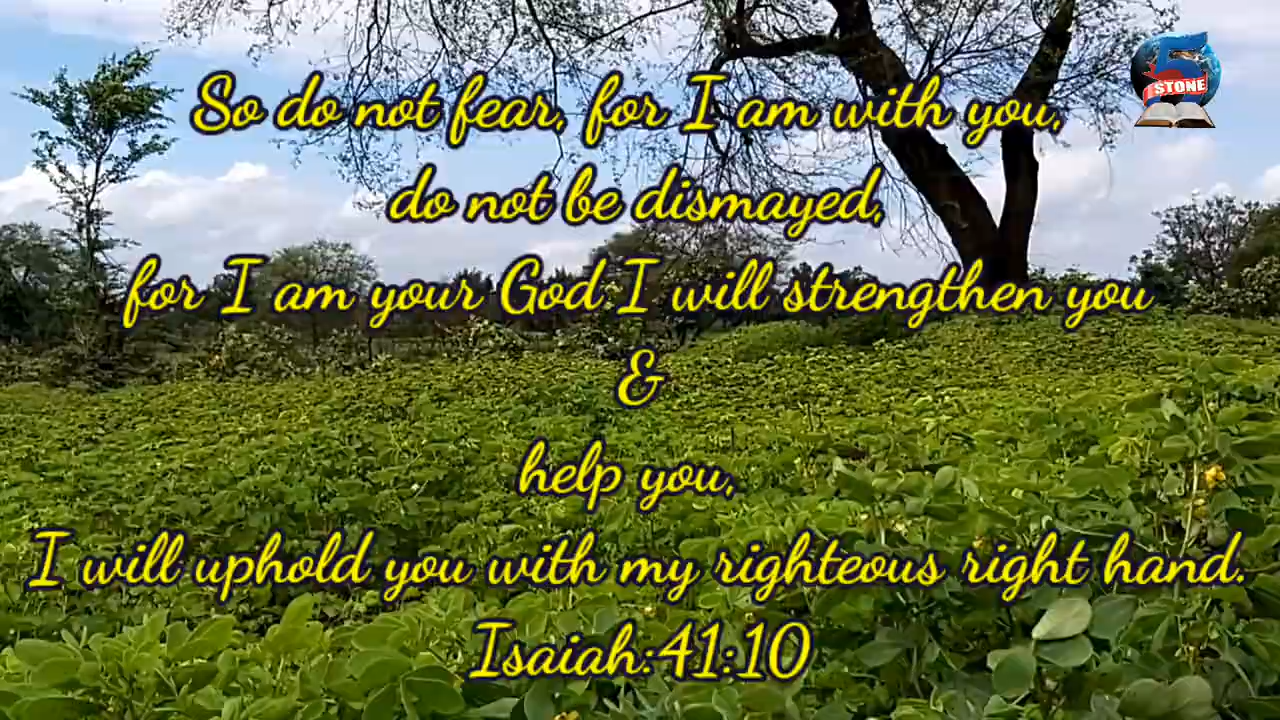 5
STONE
So do not fear, for I am with you,
do not be dismayed,
for I am your God I will strengthen you
&
help you,
I will uphold you with my righteous right hand.
Isaiah:41:10